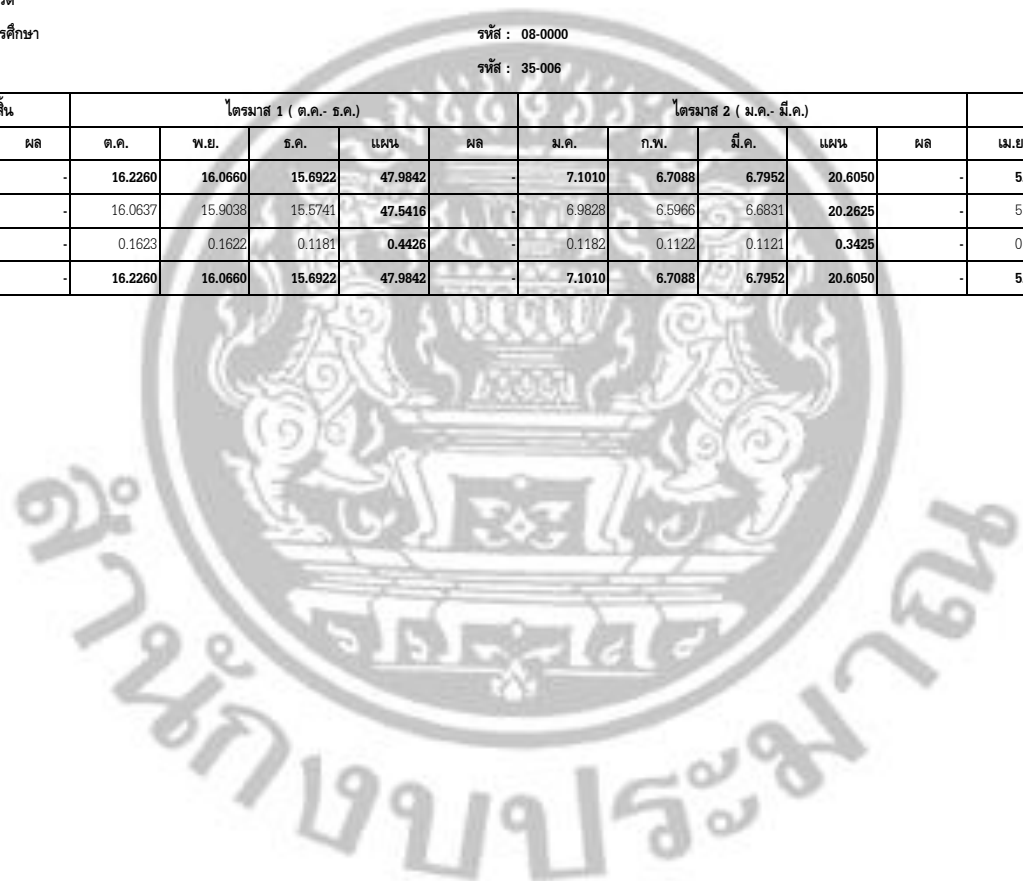 รศึกษา รหัส : 08-0000
รหัส : 35-006
สิ้น ไตรมาส 1 ( ต.ค.- ธ.ค.) ไตรมาส 2 ( ม.ค.- มี.ค.)
ผล ต.ค. พ.ย. ธ.ค. แผน ผล ม.ค. ก.พ. มี.ค. แผน ผล เม.ย
- 16.2260 16.0660 15.6922 47.9842 - 7.1010 6.7088 6.7952 20.6050 - 5.
- 16.0637 15.9038 15.5741 47.5416 - 6.9828 6.5966 6.6831 20.2625 - 5
- 0.1623 0.1622 0.1181 0.4426 - 0.1182 0.1122 0.1121 0.3425 - 0
- 16.2260 16.0660 15.6922 47.9842 - 7.1010 6.7088 6.7952 20.6050 - 5.
สำนักงบประมาณ